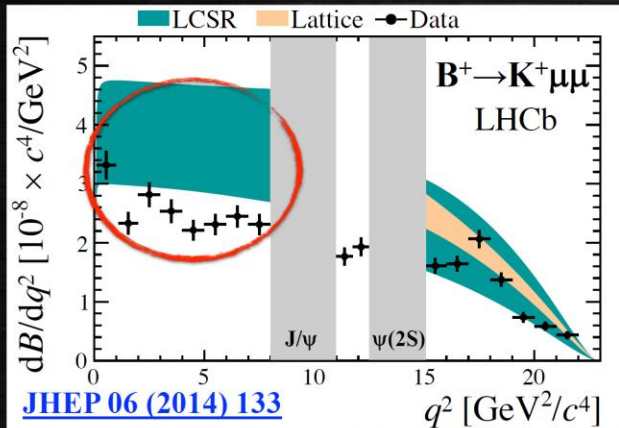 LCSR Lattice Data
dB/dq² [10⁻⁸ × c⁴/GeV²]
5
4
3
2
1
0
B⁺→K⁺μμ
LHCb
J/ψ ψ(2S)
0 5 10 15 20
JHEP 06 (2014) 133 q² [GeV²/c⁴]